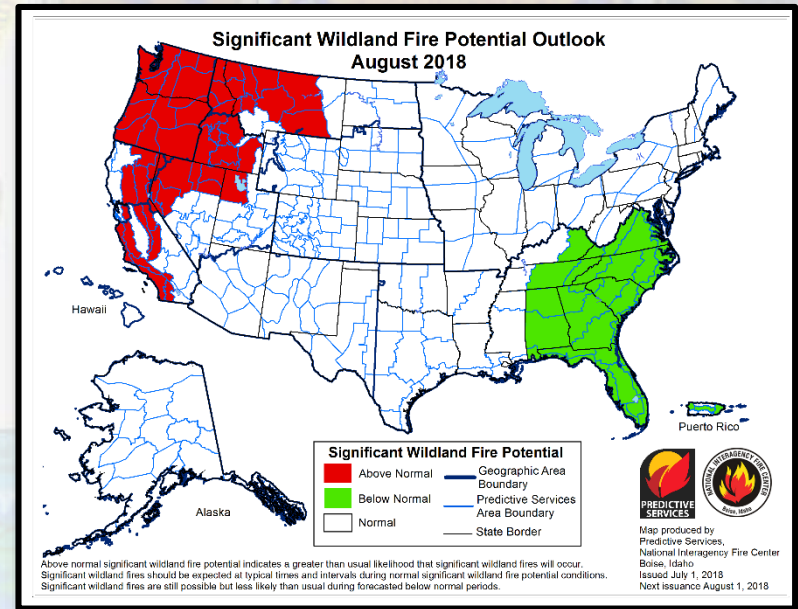 Significant Wildland Fire Potential Outlook
August 2018
Hawaii
Alaska
Puerto Rico
Significant Wildland Fire Potential
Above Normal
Below Normal
Normal
Geographic Area
Boundary
Predictive Services
Area Boundary
State Border
PREDICTIVE
SERVICES
NATIONAL INTERAGENCY FIRE CENTER
Boise, Idaho
Map produced by
Predictive Services,
National Interagency Fire Center
Boise, Idaho
Issued July 1, 2018
Next issuance August 1, 2018
Above normal significant wildland fire potential indicates a greater than usual likelihood that significant wildland fires will occur.
Significant wildland fires should be expected at typical times and intervals during normal significant wildland fire potential conditions.
Significant wildland fires are still possible but less likely than usual during forecasted below normal periods.